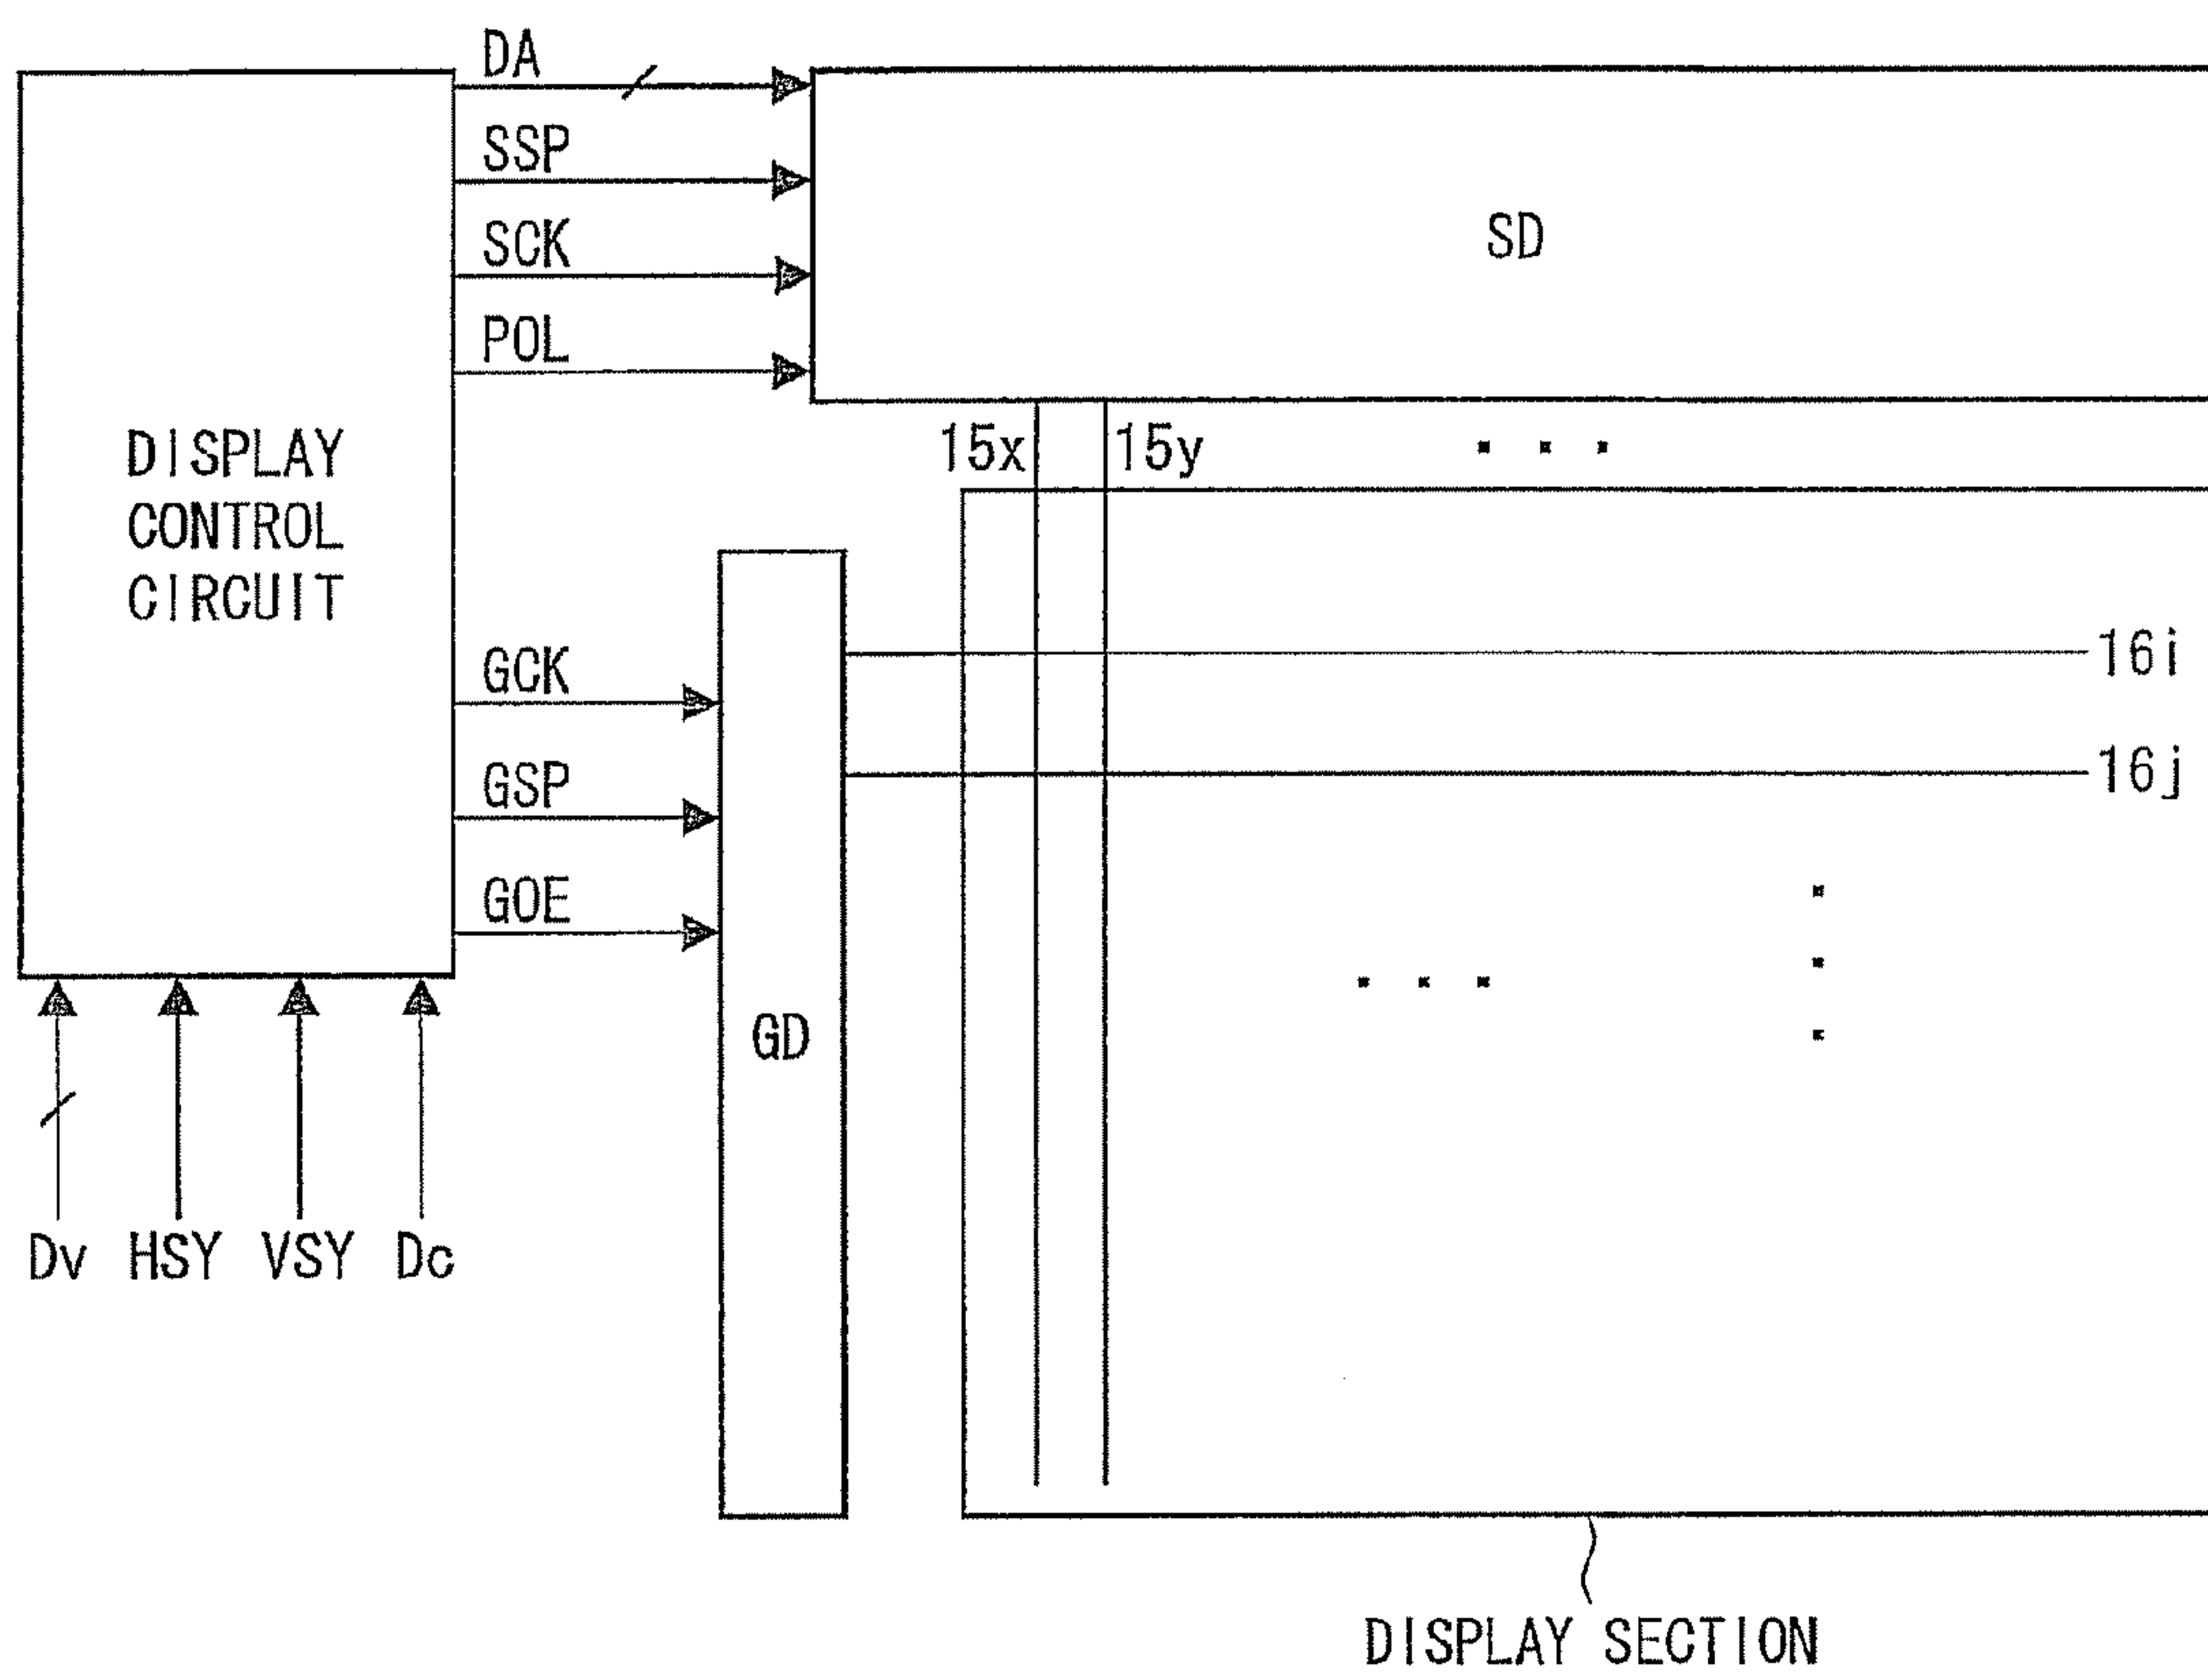 DA
SSP
SCK
POL
SD
DISPLAY
CONTROL
CIRCUIT
15x
15y
16i
16j
GCK
GSP
GOE
GD
Dv HSY VSY Dc
DISPLAY SECTION